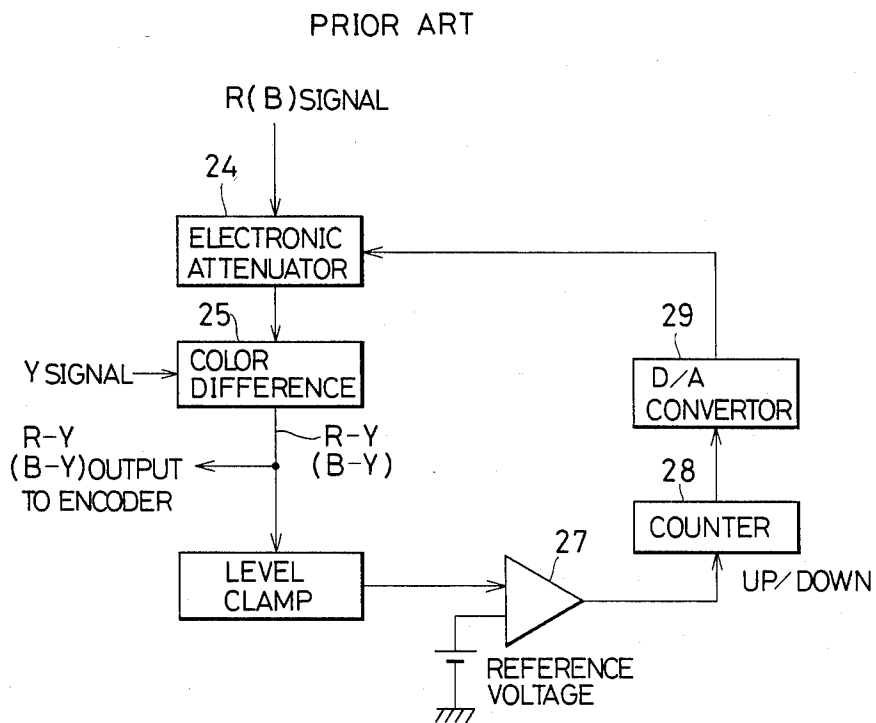 PRIOR ART
R(B)SIGNAL
24
ELECTRONIC
ATTENUATOR
25
Y SIGNAL
COLOR
DIFFERENCE
29
D/A
CONVERTOR
R-Y
(B-Y)OUTPUT
TO ENCODER
R-Y
(B-Y)
28
COUNTER
27
UP/DOWN
LEVEL
CLAMP
REFERENCE
VOLTAGE